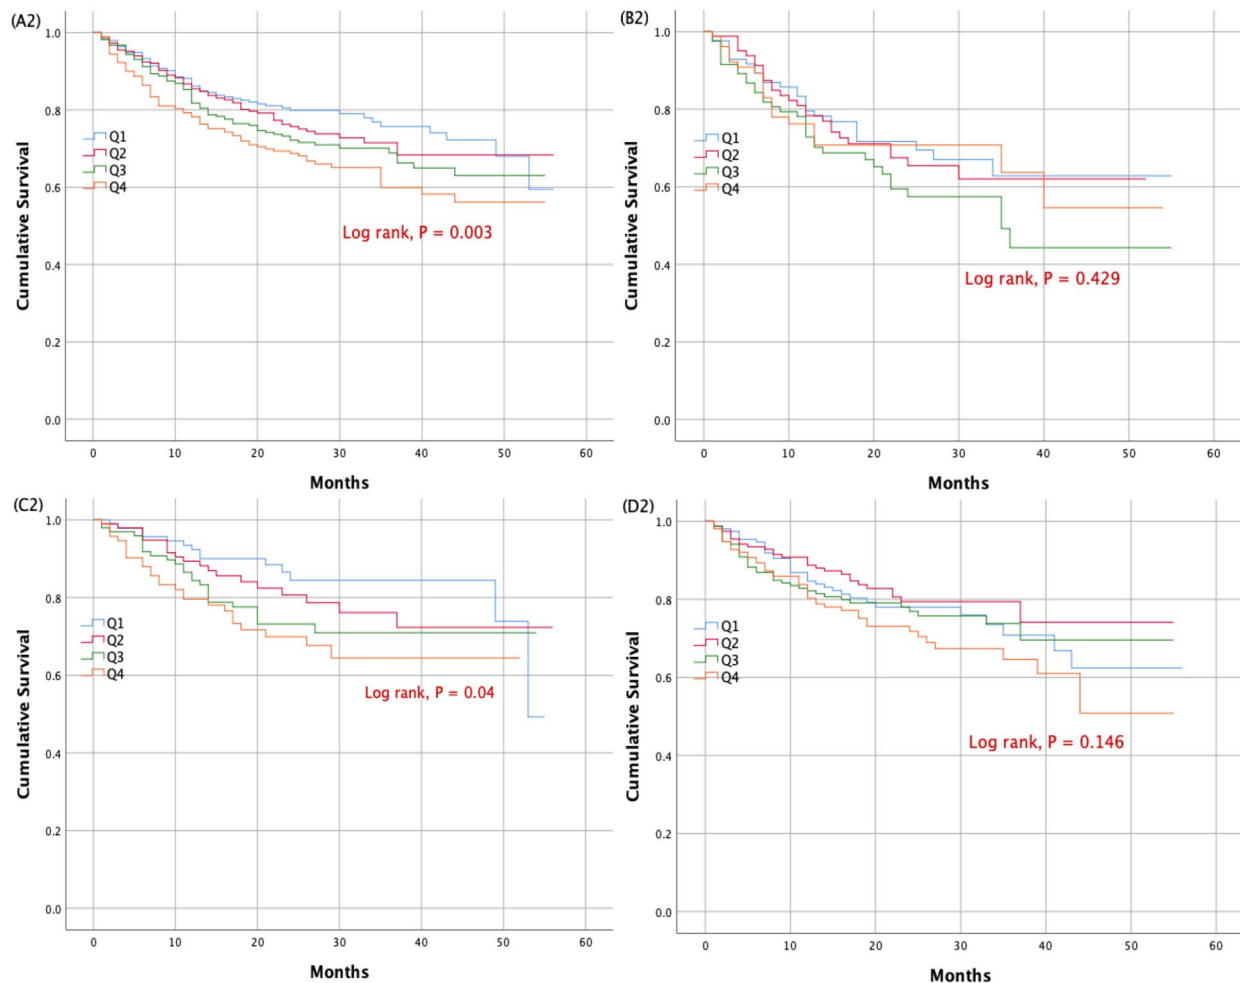 (A2)
1.0
0.8
0.6
0.4
0.2
0.0
Cumulative Survival
Q1
Q2
Q3
Q4
Log rank, P = 0.003
0 10 20 30 40 50 60
Months
(B2)
1.0
0.8
0.6
0.4
0.2
0.0
Cumulative Survival
Q1
Q2
Q3
Q4
Log rank, P = 0.429
0 10 20 30 40 50 60
Months
(C2)
1.0
0.8
0.6
0.4
0.2
0.0
Cumulative Survival
Q1
Q2
Q3
Q4
Log rank, P = 0.04
0 10 20 30 40 50 60
Months
(D2)
1.0
0.8
0.6
0.4
0.2
0.0
Cumulative Survival
Q1
Q2
Q3
Q4
Log rank, P = 0.146
0 10 20 30 40 50 60
Months